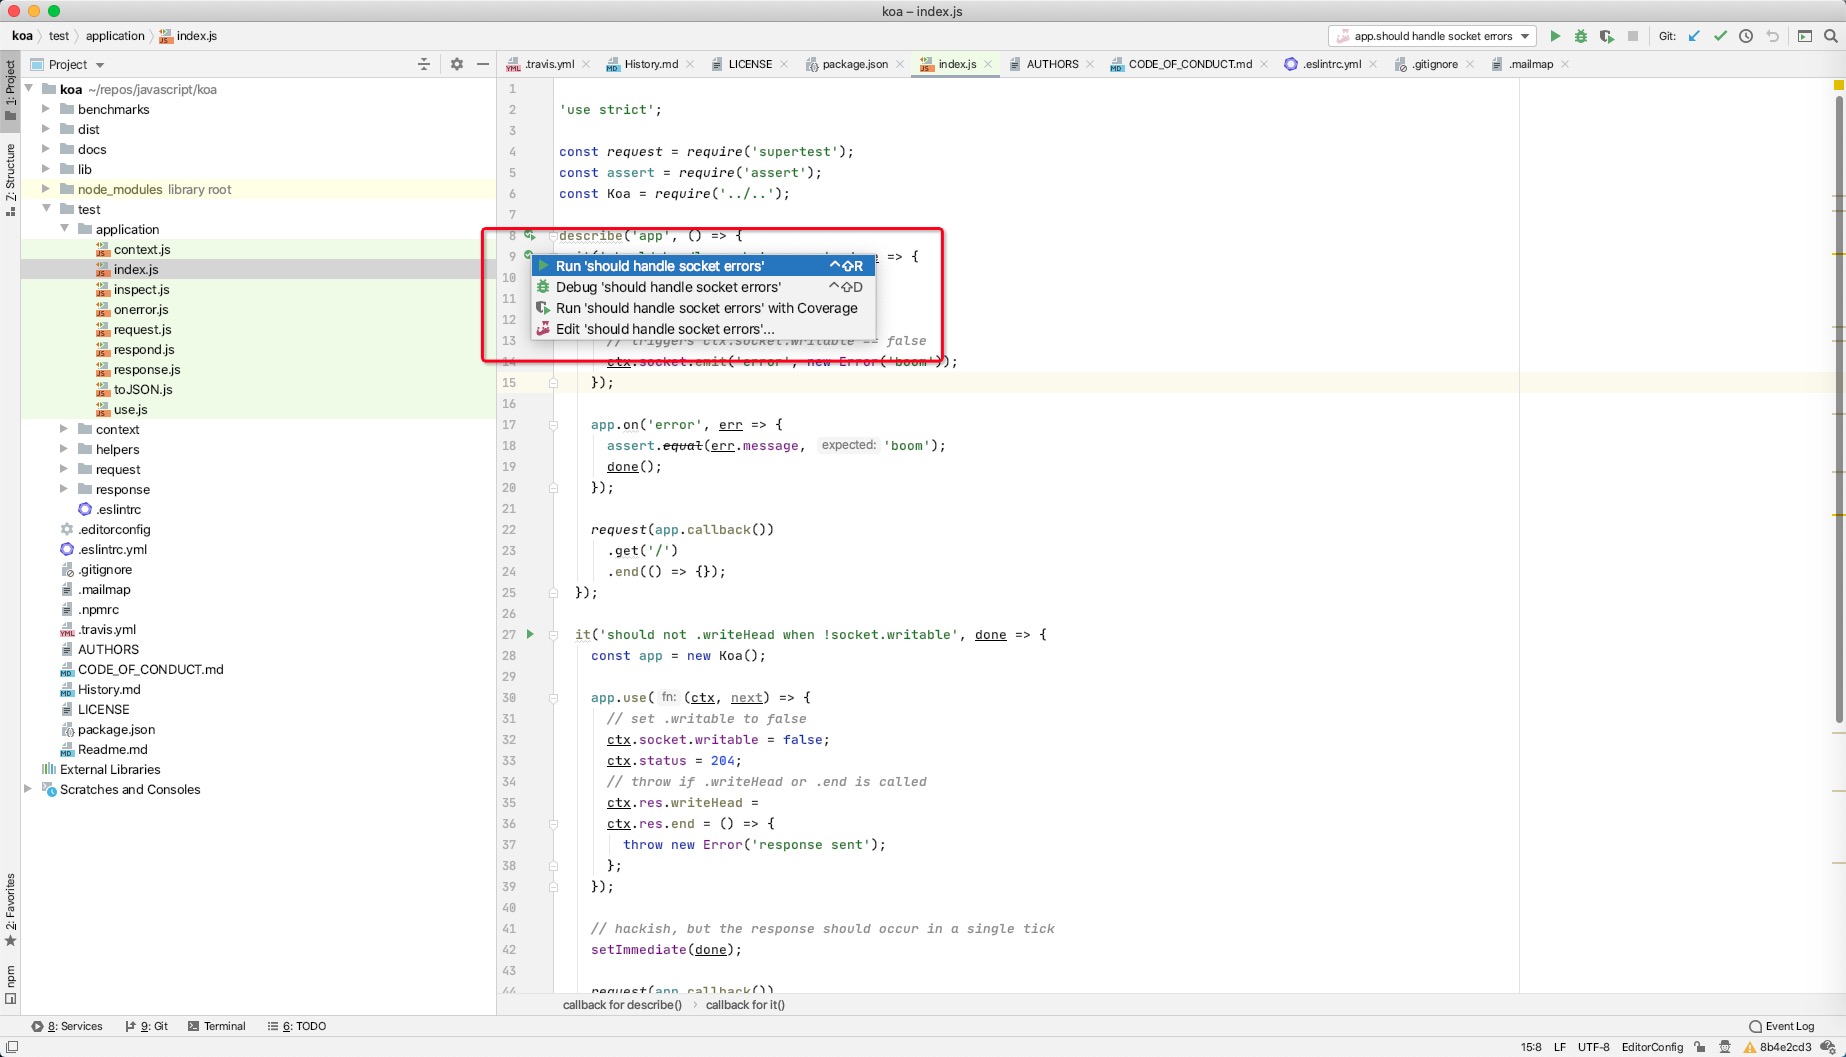 koa – index.js
koa test application index.js
app.should handle socket errors
Git:
1: Project
Z: Structure
2: Favorites
npm
Project
koa ~/repos/javascript/koa
benchmarks
dist
docs
lib
node_modules library root
test
application
context.js
index.js
inspect.js
onerror.js
request.js
respond.js
response.js
toJSON.js
use.js
context
helpers
request
response
.eslintrc
.editorconfig
.eslintrc.yml
.gitignore
.mailmap
.npmrc
.travis.yml
AUTHORS
CODE_OF_CONDUCT.md
History.md
LICENSE
package.json
Readme.md
External Libraries
Scratches and Consoles
.travis.yml History.md LICENSE package.json index.js AUTHORS CODE_OF_CONDUCT.md .eslintrc.yml .gitignore .mailmap
1
2 'use strict';
3
4 const request = require('supertest');
5 const assert = require('assert');
6 const Koa = require('../..');
7
8 describe('app', () => {
9 => {
10
11
12
13 // triggers ctx.socket.writable == false
14 ctx.socket.emit('error', new Error('boom'));
15 });
16
17 app.on('error', err => {
18 assert.equal(err.message, expected: 'boom');
19 done();
20 });
21
22 request(app.callback())
23 .get('/')
24 .end(() => {});
25 });
26
27 it('should not .writeHead when !socket.writable', done => {
28 const app = new Koa();
29
30 app.use( fn: (ctx, next) => {
31 // set .writable to false
32 ctx.socket.writable = false;
33 ctx.status = 204;
34 // throw if .writeHead or .end is called
35 ctx.res.writeHead =
36 ctx.res.end = () => {
37 throw new Error('response sent');
38 };
39 });
40
41 // hackish, but the response should occur in a single tick
42 setImmediate(done);
43
44 request(app.callback())
Run 'should handle socket errors' ^⇧R
Debug 'should handle socket errors' ^⇧D
Run 'should handle socket errors' with Coverage
Edit 'should handle socket errors'...
callback for describe() callback for it()
8: Services 9: Git Terminal 6: TODO Event Log
15:8 LF UTF-8 EditorConfig 8b4e2cd3